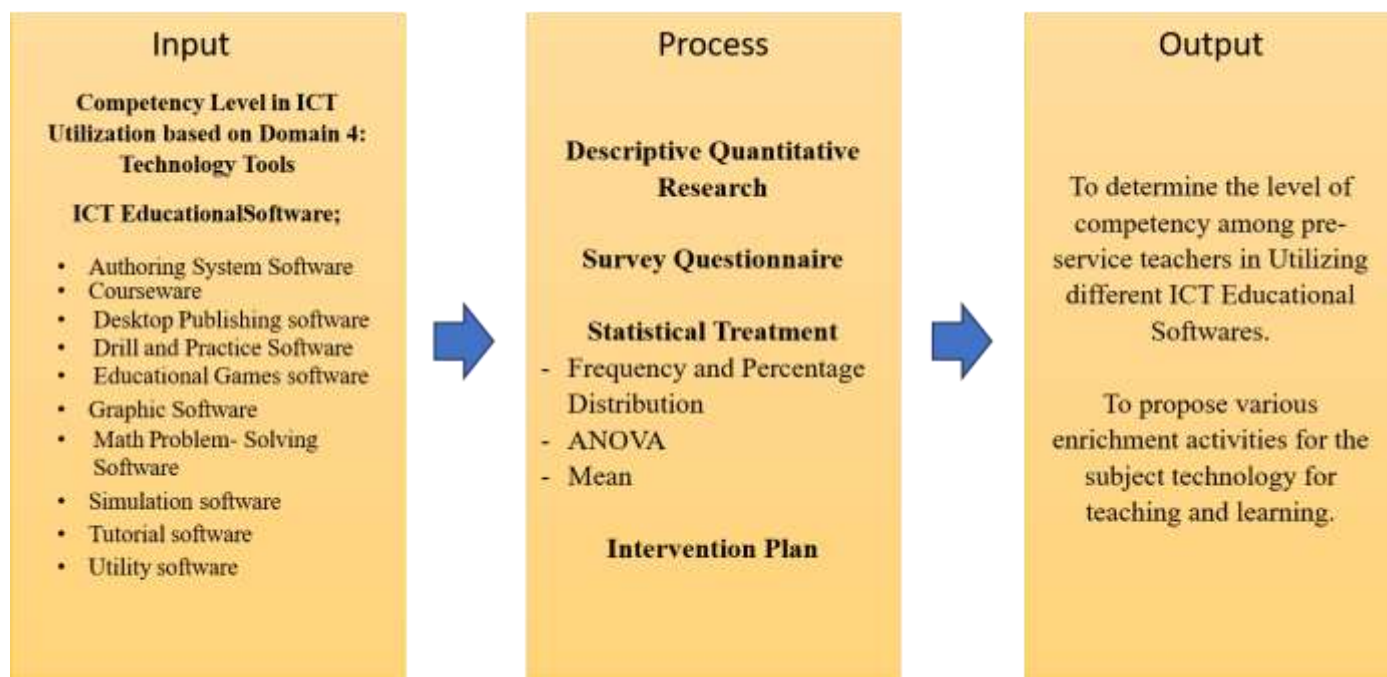 Input
Competency Level in ICT
Utilization based on Domain 4:
Technology Tools
ICT EducationalSoftware;
• Authoring System Software
• Courseware
• Desktop Publishing software
• Drill and Practice Software
• Educational Games software
• Graphic Software
• Math Problem- Solving
Software
• Simulation software
• Tutorial software
• Utility software
Process
Descriptive Quantitative
Research
Survey Questionnaire
Statistical Treatment
- Frequency and Percentage
Distribution
- ANOVA
- Mean
Intervention Plan
Output
To determine the level of
competency among pre-
service teachers in Utilizing
different ICT Educational
Softwares.
To propose various
enrichment activities for the
subject technology for
teaching and learning.